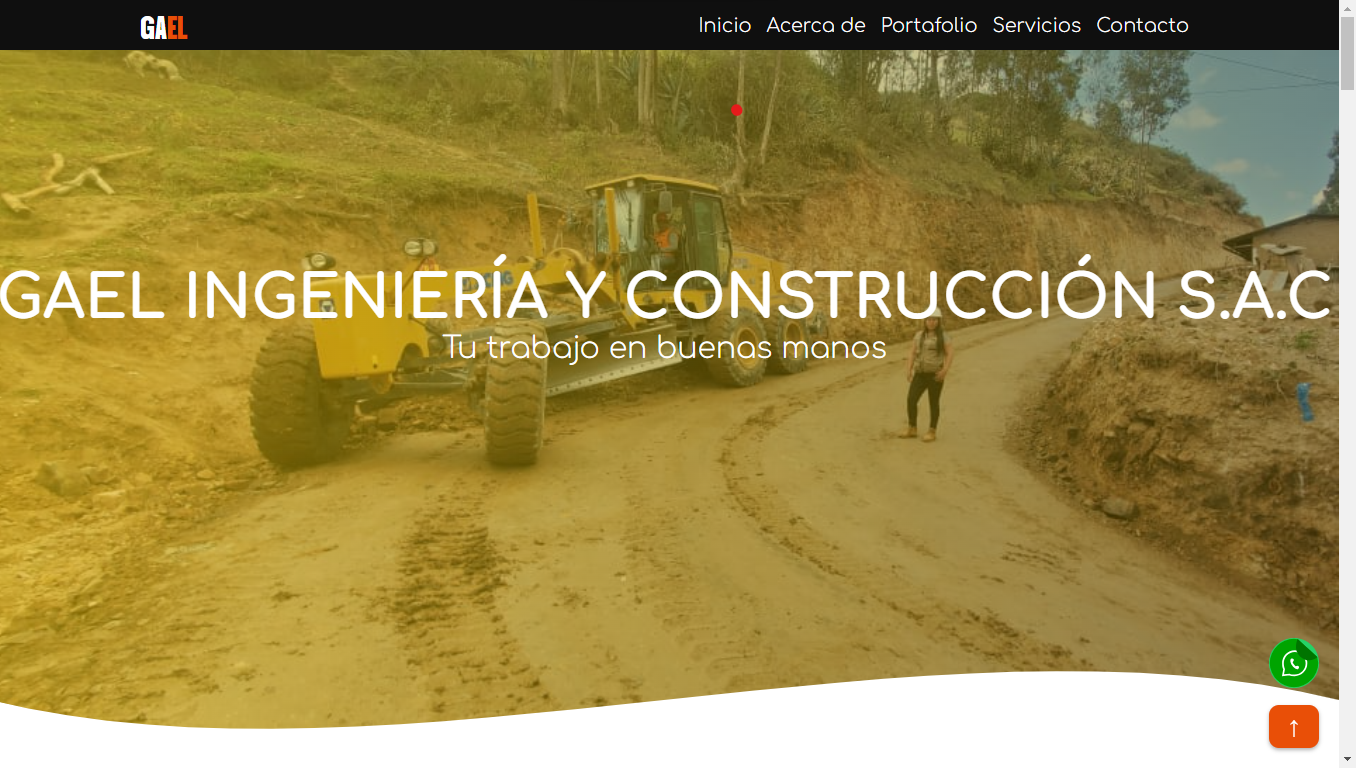 GAEL
Inicio Acerca de Portafolio Servicios Contacto
GAEL INGENIERÍA Y CONSTRUCCIÓN S.A.C
Tu trabajo en buenas manos
↑